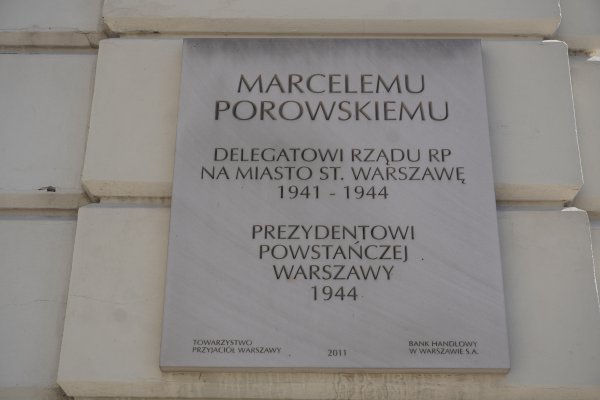 MARCELEMU
POROWSKIEMU
DELEGATOWI RZĄDU RP
NA MIASTO ST. WARSZAWĘ
1941 - 1944
PREZYDENTOWI
POWSTAŃCZEJ
WARSZAWY
1944
TOWARZYSTWO
PRZYJACIÓŁ WARSZAWY
2011
BANK HANDLOWY
W WARSZAWIE S.A.